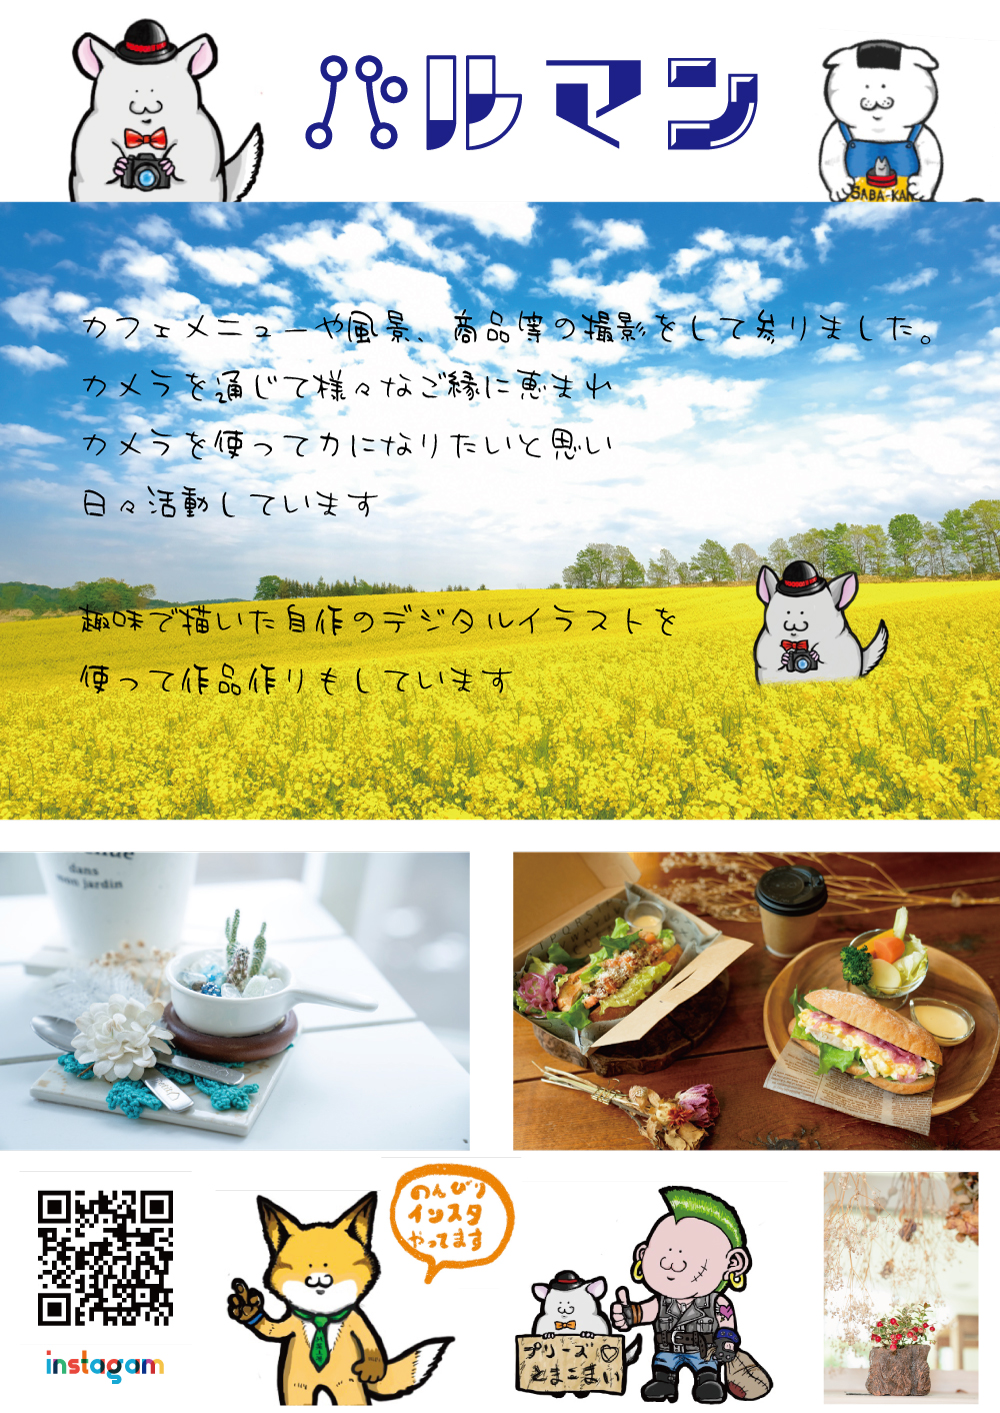 パルマン
SABA-KAN
カフェメニューや風景、商品等の撮影をして参りました。
カメラを通じて様々なご縁に恵まれ
カメラを使って力になりたいと思い
日々活動しています
趣味で描いた自作のデジタルイラストを
使って作品作りもしています
dans
mon jardin
のんびり
インスタ
やってます
プリーズ♡
とまこまい
instagam